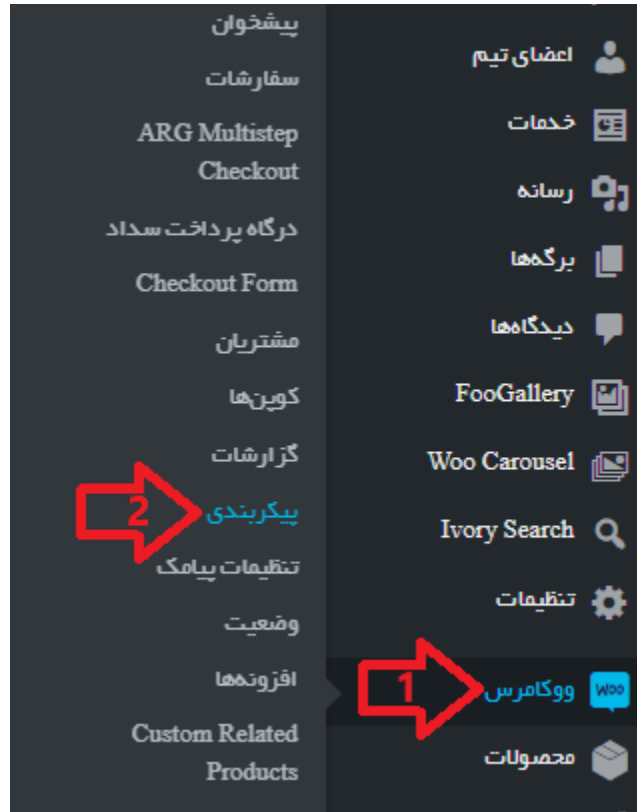 اعضای تیم
خدمات
رسانه
برگه‌ها
دیدگاه‌ها
FooGallery
Woo Carousel
Ivory Search
تنظیمات
ووکامرس
Woo
1
محصولات
پیشخوان
سفارشات
ARG Multistep
Checkout
درگاه پرداخت سداد
Checkout Form
مشتریان
کوپن‌ها
گزارشات
پیکربندی
2
تنظیمات پیامک
وضعیت
افزونه‌ها
Custom Related
Products